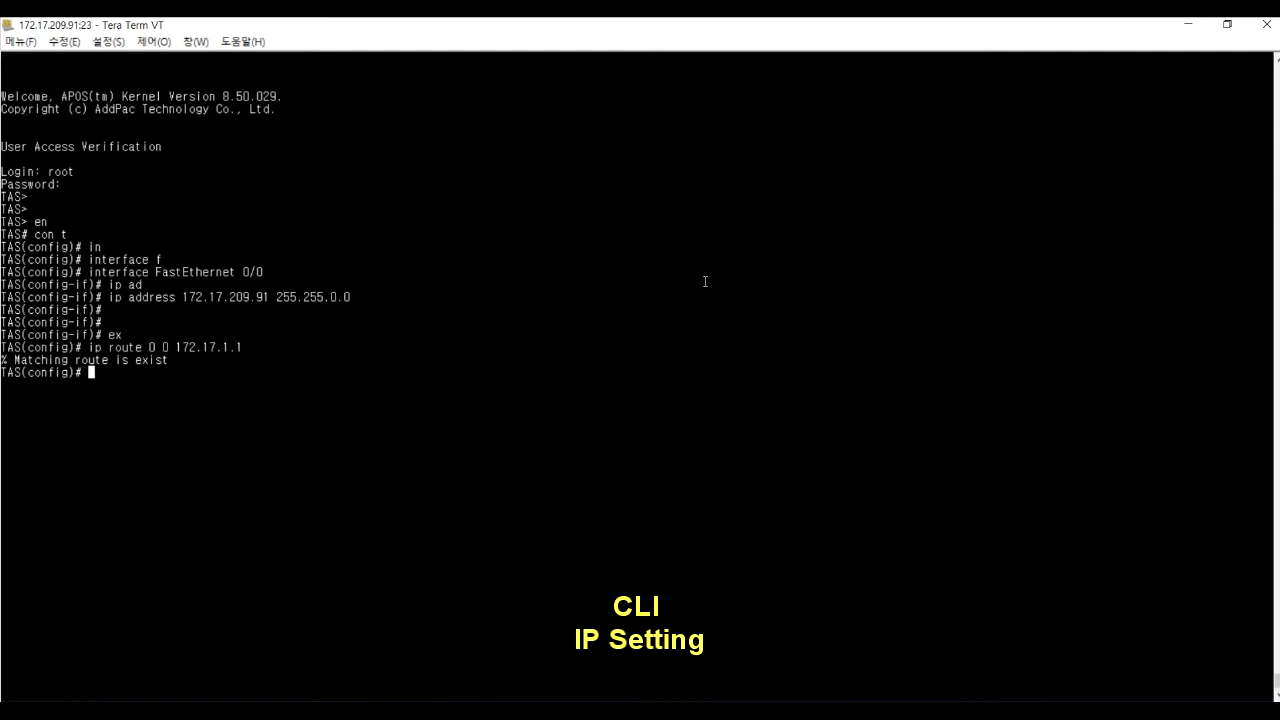 172.17.209.91:23 - Tera Term VT
메뉴(F) 수정(E) 설정(S) 제어(O) 창(W) 도움말(H)
Welcome, APOS(tm) Kernel Version 8.50.029.
Copyright (c) AddPac Technology Co., Ltd.
User Access Verification
Login: root
Password:
TAS>
TAS>
TAS> en
TAS# con t
TAS(config)# in
TAS(config)# interface f
TAS(config)# interface FastEthernet 0/0
TAS(config-if)# ip ad
TAS(config-if)# ip address 172.17.209.91 255.255.0.0
TAS(config-if)#
TAS(config-if)#
TAS(config-if)# ex
TAS(config)# ip route 0 0 172.17.1.1
% Matching route is exist
TAS(config)#
CLI
IP Setting